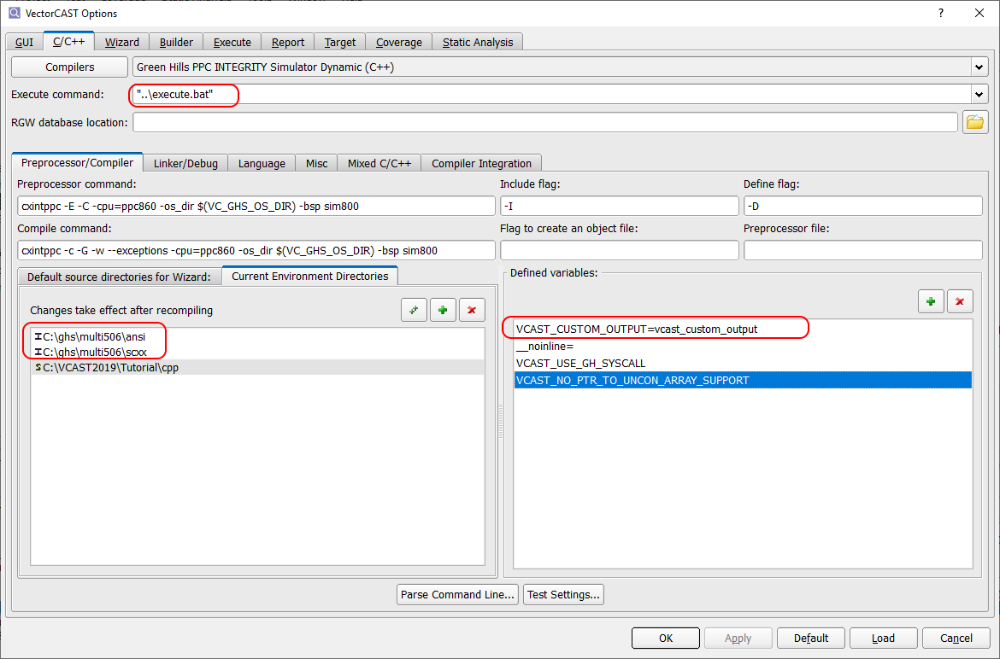 VectorCAST Options
?
GUI C/C++ Wizard Builder Execute Report Target Coverage Static Analysis
Compilers Green Hills PPC INTEGRITY Simulator Dynamic (C++)
Execute command: "..\execute.bat"
RGW database location:
Preprocessor/Compiler Linker/Debug Language Misc Mixed C/C++ Compiler Integration
Preprocessor command: Include flag: Define flag:
cxintppc -E -C -cpu=ppc860 -os_dir $(VC_GHS_OS_DIR) -bsp sim800 -I -D
Compile command: Flag to create an object file: Preprocessor file:
cxintppc -c -G -w --exceptions -cpu=ppc860 -os_dir $(VC_GHS_OS_DIR) -bsp sim800
Default source directories for Wizard: Current Environment Directories
Changes take effect after recompiling
I C:\ghs\multi506\ansi
I C:\ghs\multi506\scxx
S C:\VCAST2019\Tutorial\cpp
Defined variables:
VCAST_CUSTOM_OUTPUT=vcast_custom_output
__noinline=
VCAST_USE_GH_SYSCALL
VCAST_NO_PTR_TO_UNCON_ARRAY_SUPPORT
Parse Command Line... Test Settings...
OK Apply Default Load Cancel